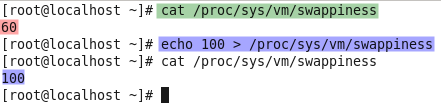 [root@localhost ~]# cat /proc/sys/vm/swappiness
60
[root@localhost ~]# echo 100 > /proc/sys/vm/swappiness
[root@localhost ~]# cat /proc/sys/vm/swappiness
100
[root@localhost ~]#